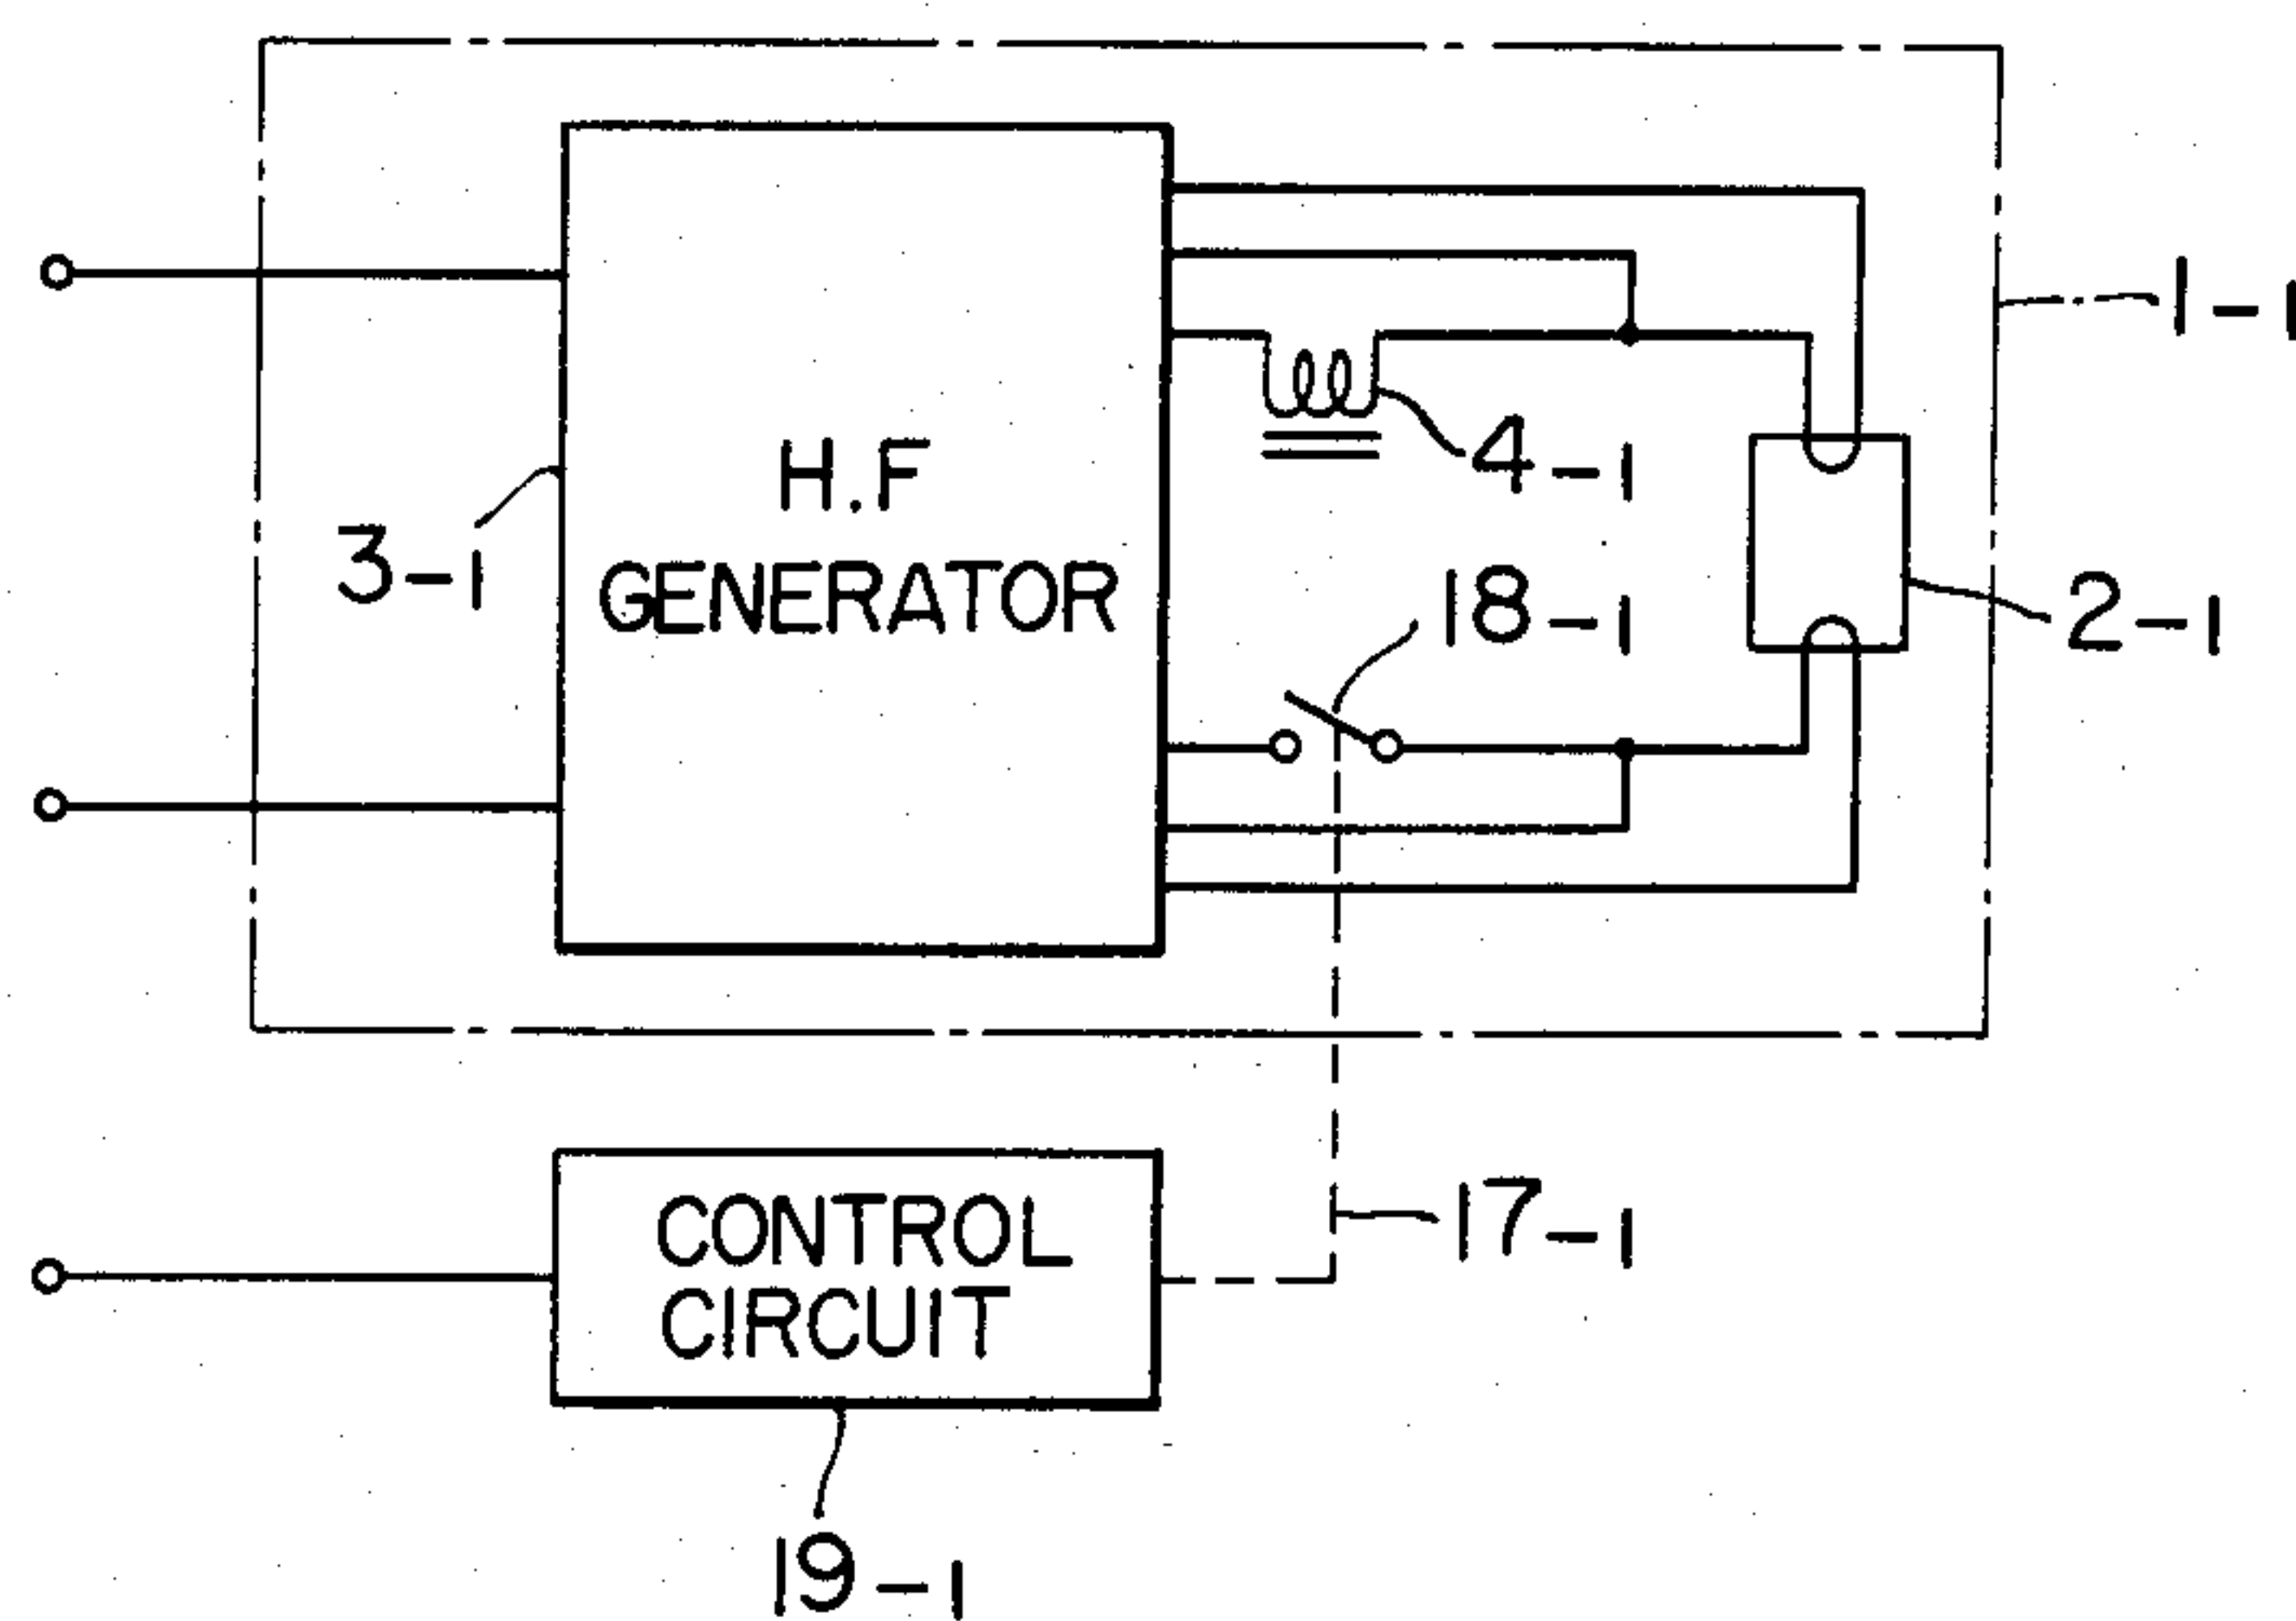 1-1
H.F
GENERATOR
3-1
4-1
18-1
2-1
CONTROL
CIRCUIT
17-1
19-1